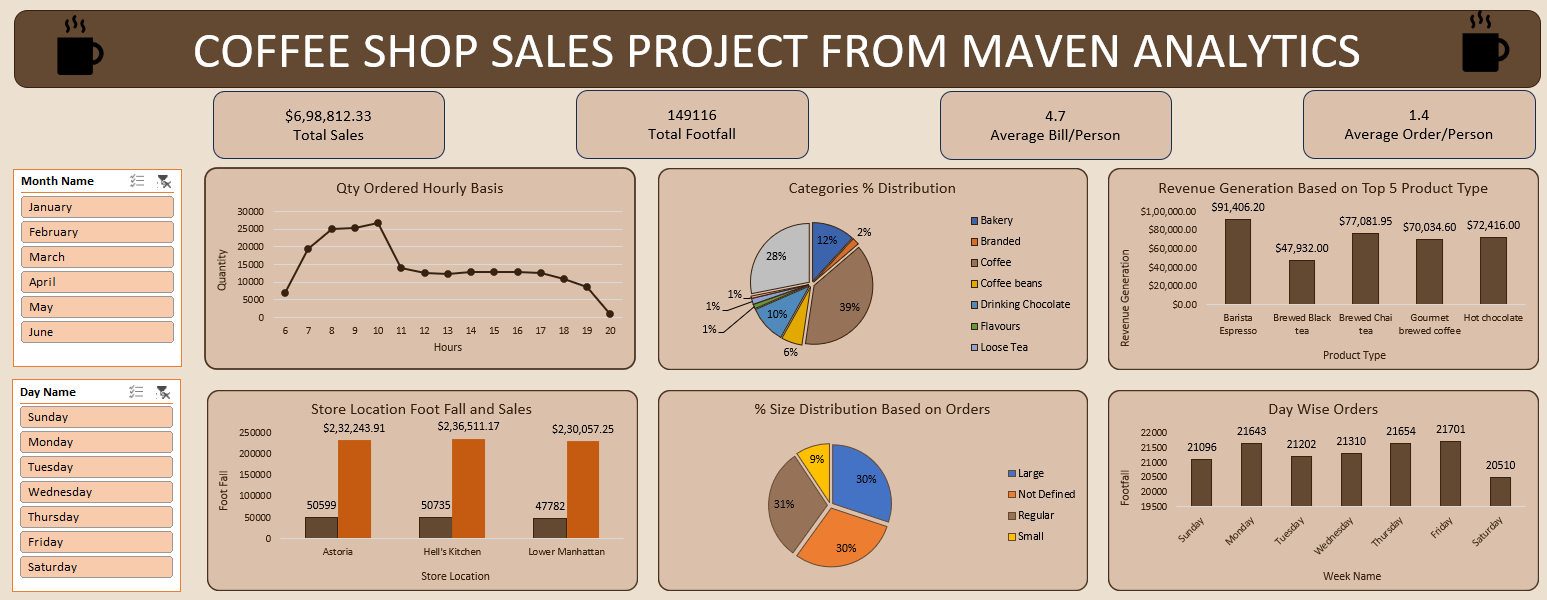 COFFEE SHOP SALES PROJECT FROM MAVEN ANALYTICS
$6,98,812.33
Total Sales
149116
Total Footfall
4.7
Average Bill/Person
1.4
Average Order/Person
Month Name
January
February
March
April
May
June
Day Name
Sunday
Monday
Tuesday
Wednesday
Thursday
Friday
Saturday
Qty Ordered Hourly Basis
Quantity
30000
25000
20000
15000
10000
5000
0
6 7 8 9 10 11 12 13 14 15 16 17 18 19 20
Hours
Categories % Distribution
12%
2%
39%
6%
10%
1%
1%
1%
28%
Bakery
Branded
Coffee
Coffee beans
Drinking Chocolate
Flavours
Loose Tea
Revenue Generation Based on Top 5 Product Type
Revenue Generation
$1,00,000.00
$80,000.00
$60,000.00
$40,000.00
$20,000.00
$0.00
$91,406.20
$47,932.00
$77,081.95
$70,034.60
$72,416.00
Barista
Espresso
Brewed Black
tea
Brewed Chai
tea
Gourmet
brewed coffee
Hot chocolate
Product Type
Store Location Foot Fall and Sales
Foot Fall
250000
200000
150000
100000
50000
0
$2,32,243.91
$2,36,511.17
$2,30,057.25
50599
50735
47782
Astoria
Hell's Kitchen
Lower Manhattan
Store Location
% Size Distribution Based on Orders
30%
30%
31%
9%
Large
Not Defined
Regular
Small
Day Wise Orders
Footfall
22000
21500
21000
20500
20000
19500
21096
21643
21202
21310
21654
21701
20510
Sunday
Monday
Tuesday
Wednesday
Thursday
Friday
Saturday
Week Name